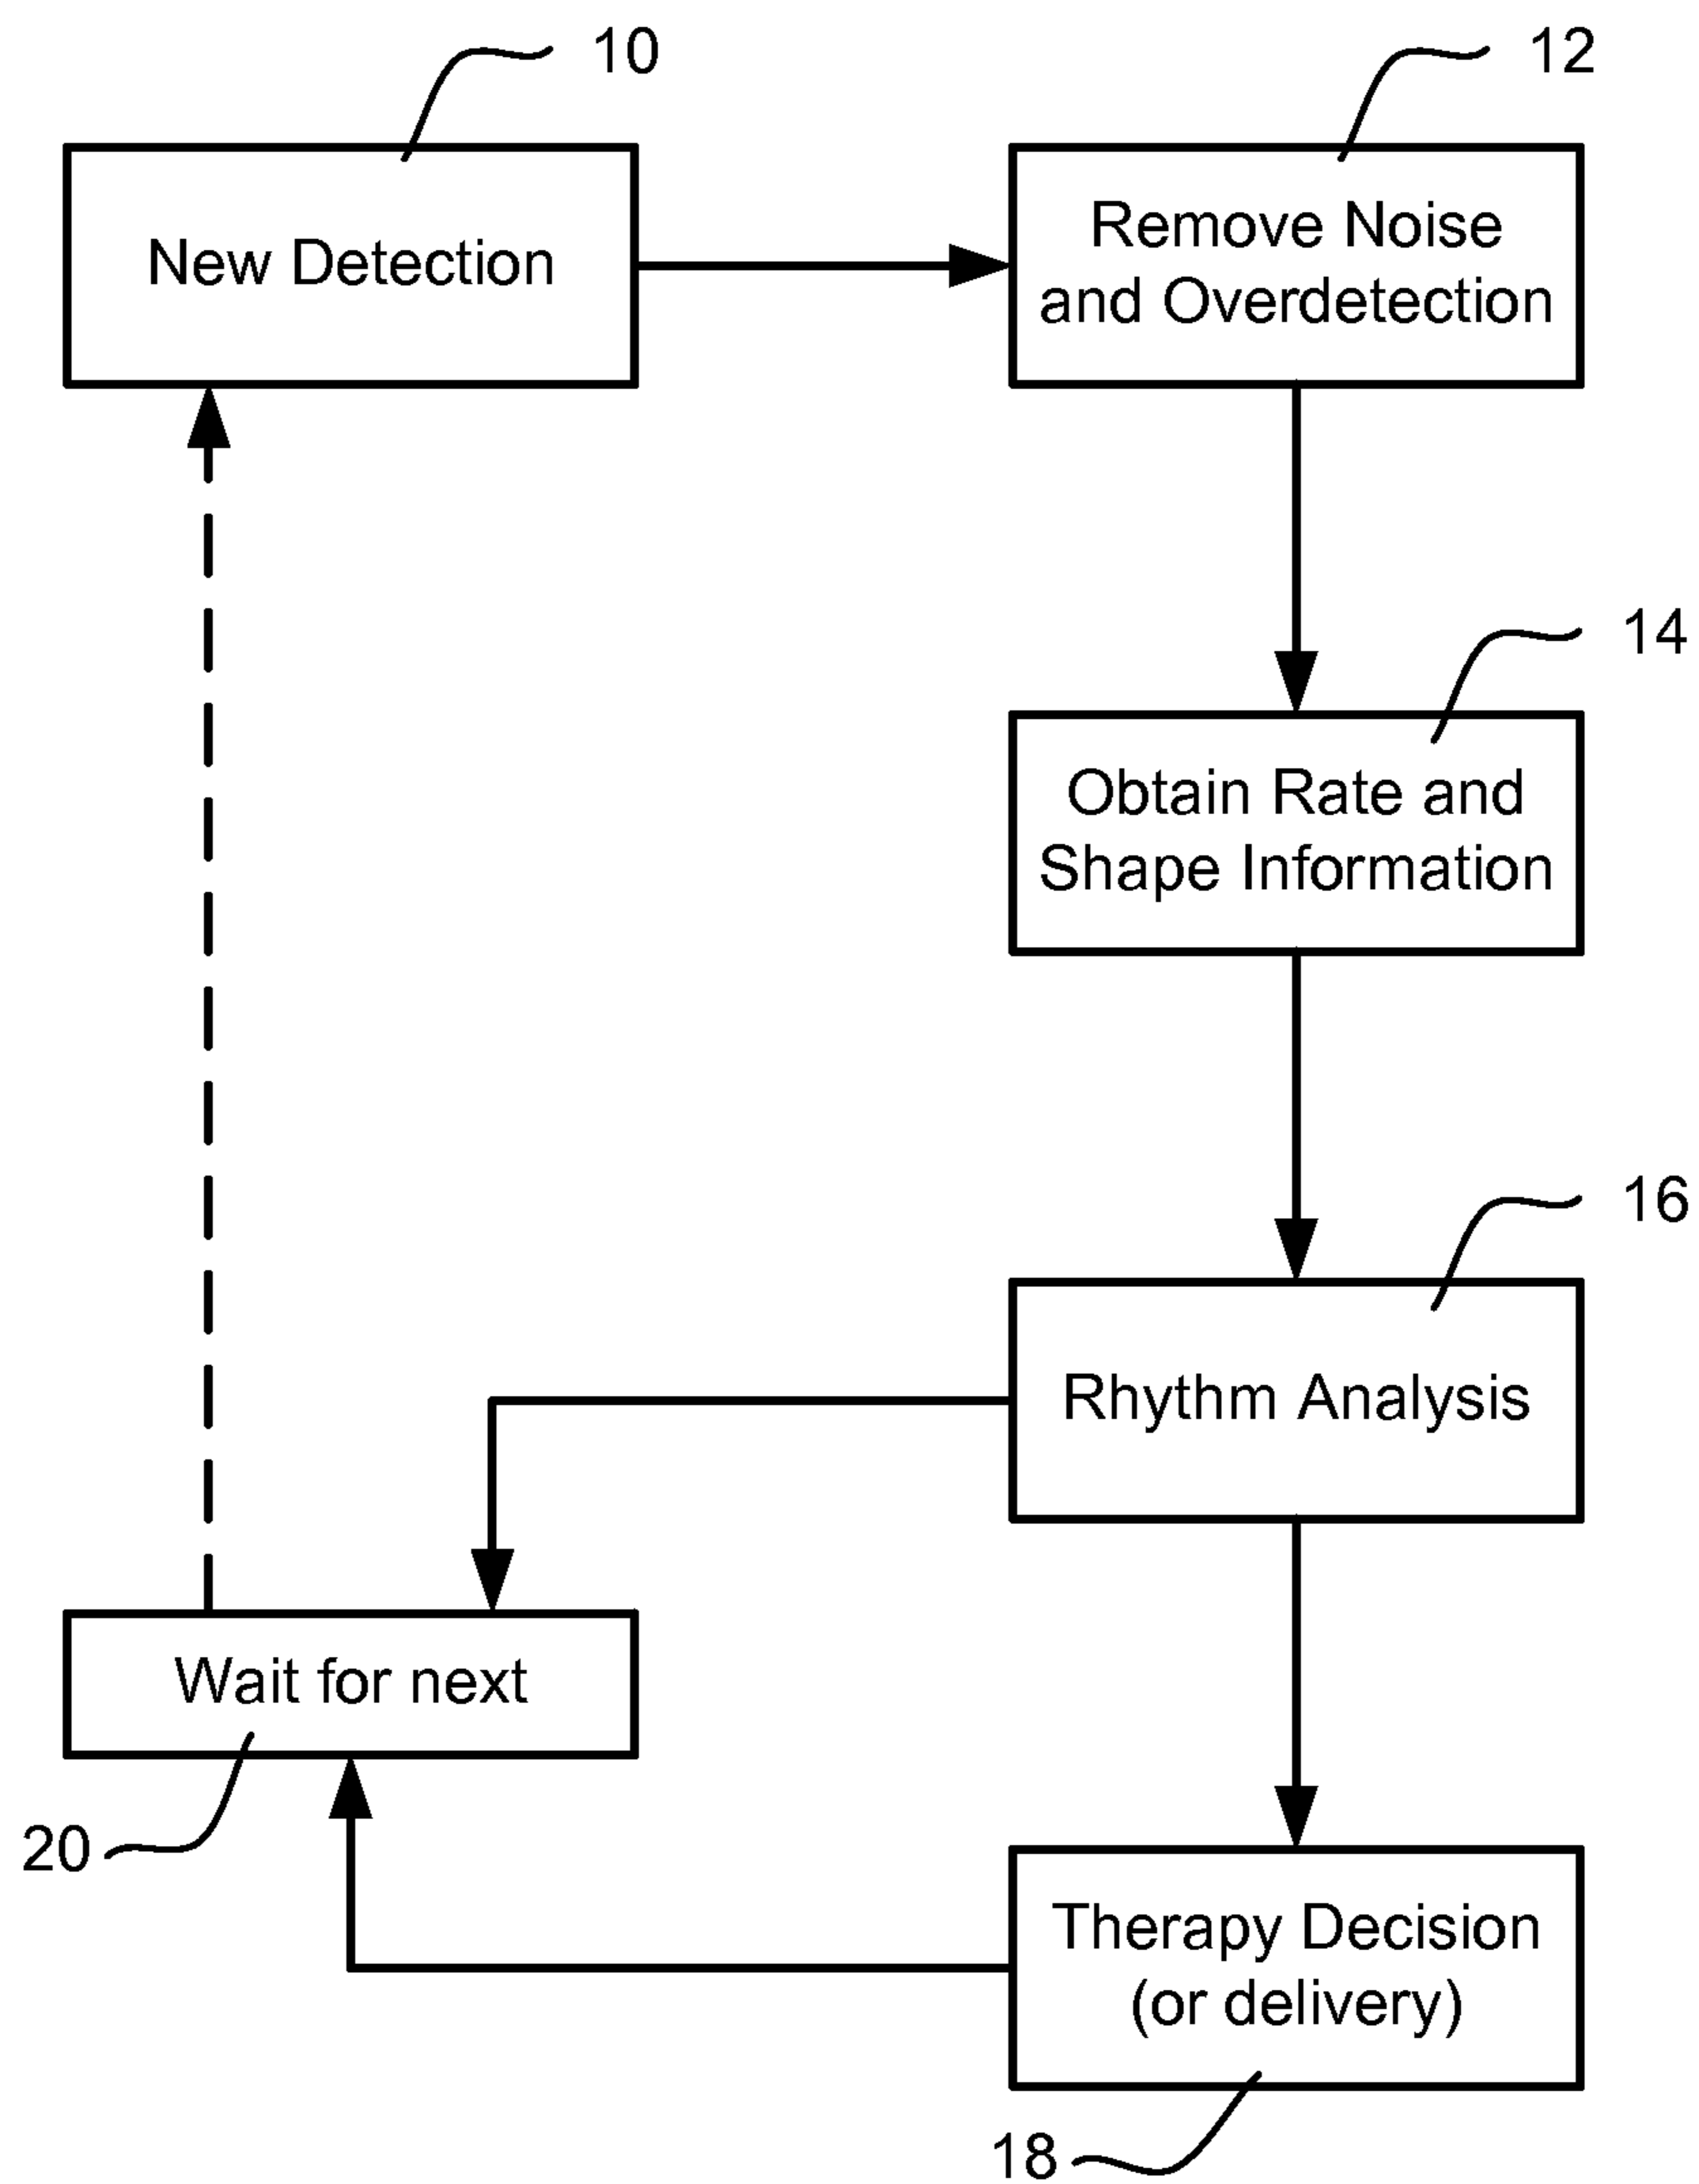 10
12
New Detection
Remove Noise
and Overdetection
14
Obtain Rate and
Shape Information
16
Rhythm Analysis
Wait for next
20
Therapy Decision
(or delivery)
18